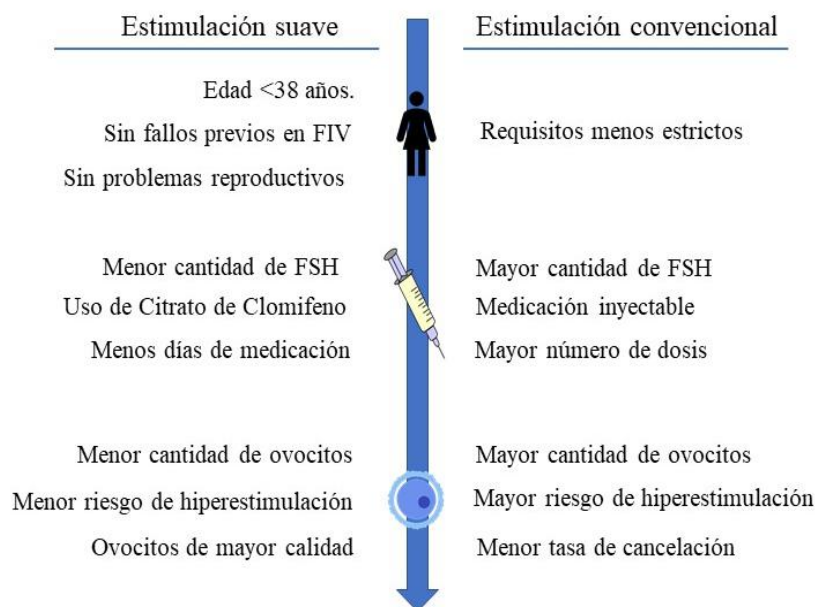 Estimulación suave
Estimulación convencional
Edad <38 años.
Sin fallos previos en FIV
Sin problemas reproductivos
Requisitos menos estrictos
Menor cantidad de FSH
Uso de Citrato de Clomifeno
Menos días de medicación
Mayor cantidad de FSH
Medicación inyectable
Mayor número de dosis
Menor cantidad de ovocitos
Menor riesgo de hiperestimulación
Ovocitos de mayor calidad
Mayor cantidad de ovocitos
Mayor riesgo de hiperestimulación
Menor tasa de cancelación